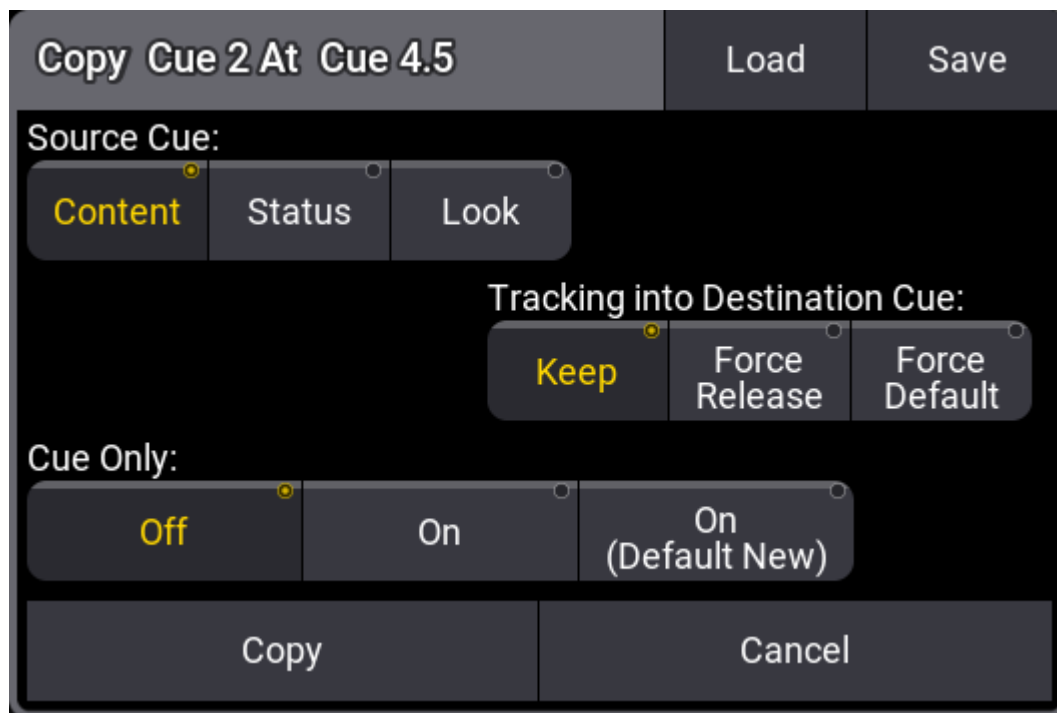 Copy Cue 2 At Cue 4.5 Load Save
Source Cue:
Content Status Look
Tracking into Destination Cue:
Keep Force Release Force Default
Cue Only:
Off On On (Default New)
Copy Cancel